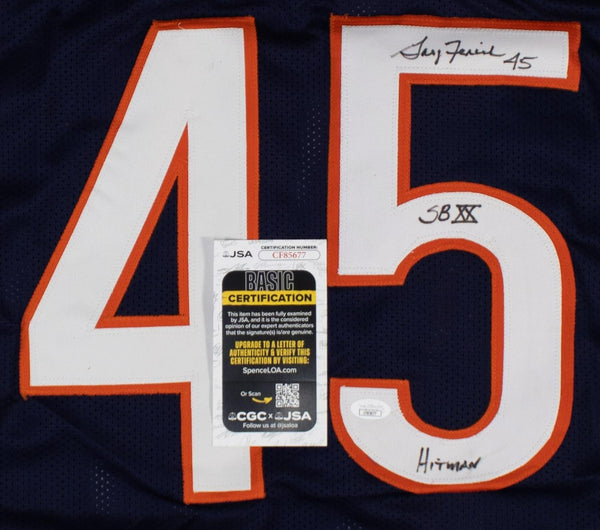 45
Gary Fencik 45
SB XX
Hitman
JSA
CERTIFICATION NUMBER:
CF85677
BASIC
CERTIFICATION
This item has been fully examined
by JSA, and it is the considered
opinion of our expert authenticators
that the signature(s) is/are genuine.
UPGRADE TO A LETTER OF
AUTHENTICITY & VERIFY THIS
CERTIFICATION BY VISITING:
SpenceLOA.com
Or Scan
CGC x JSA
Follow us at @jsaloa